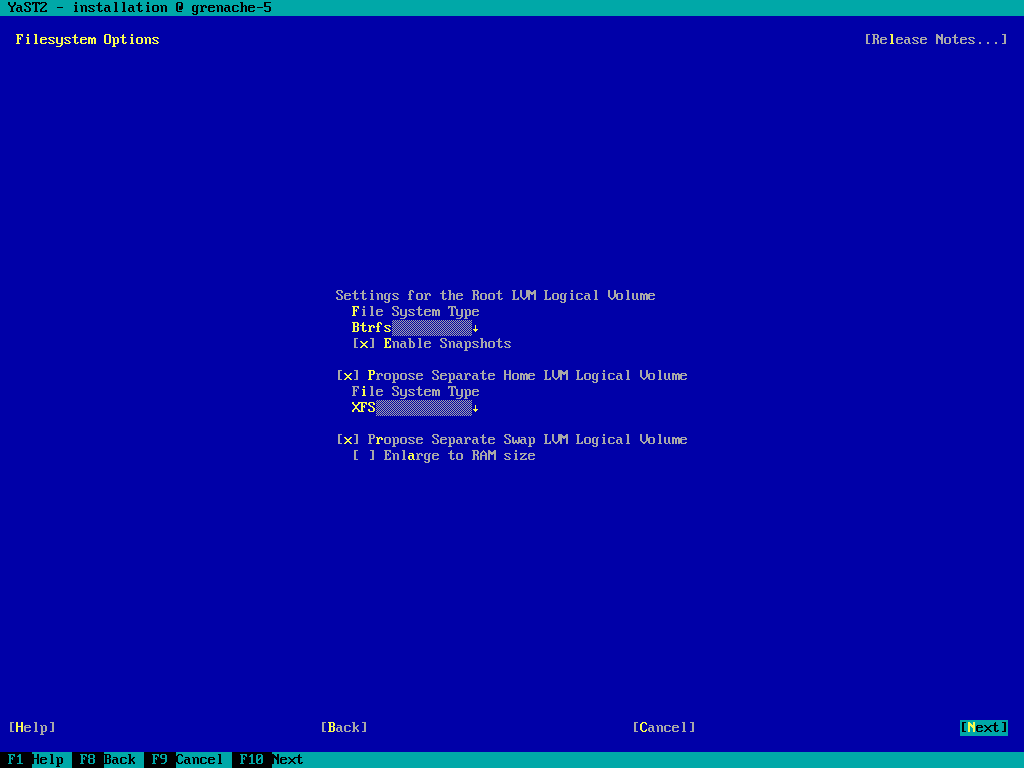 YaST2 - installation @ grenache-5
Filesystem Options [Release Notes...]
Settings for the Root LVM Logical Volume
File System Type
Btrfs↓
[x] Enable Snapshots
[x] Propose Separate Home LVM Logical Volume
File System Type
XFS↓
[x] Propose Separate Swap LVM Logical Volume
[ ] Enlarge to RAM size
[Help] [Back] [Cancel] [Next]
F1 Help F8 Back F9 Cancel F10 Next